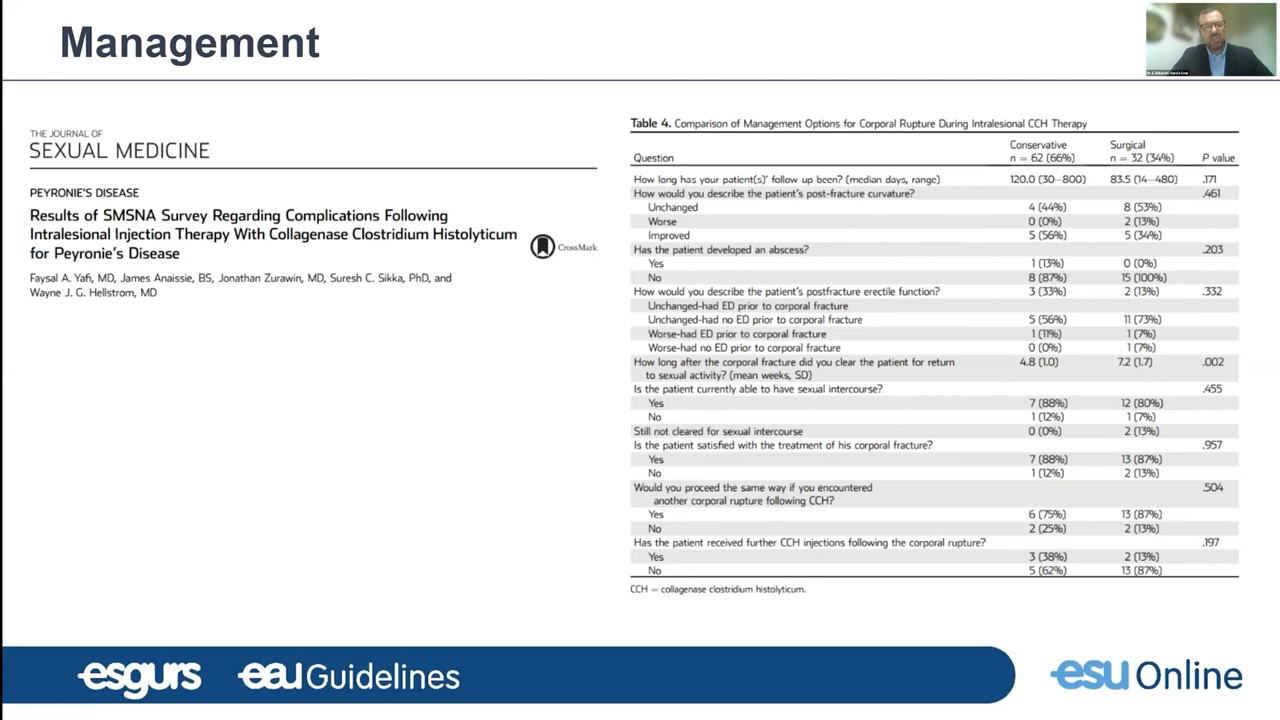 Management
THE JOURNAL OF
SEXUAL MEDICINE
PEYRONIE'S DISEASE
Results of SMSNA Survey Regarding Complications Following
Intralesional Injection Therapy With Collagenase Clostridium Histolyticum
for Peyronie's Disease
CrossMark
Faysal A. Yafi, MD, James Anaissie, BS, Jonathan Zurawin, MD, Suresh C. Sikka, PhD, and
Wayne J. G. Hellstrom, MD
Table 4. Comparison of Management Options for Corporal Rupture During Intralesional CCH Therapy
Question Conservative n = 62 (66%) Surgical n = 32 (34%) P value
How long has your patient(s)' follow up been? (median days, range) 120.0 (30–800) 83.5 (14–480) .171
How would you describe the patient's post-fracture curvature? .461
Unchanged 4 (44%) 8 (53%)
Worse 0 (0%) 2 (13%)
Improved 5 (56%) 5 (34%)
Has the patient developed an abscess? .203
Yes 1 (13%) 0 (0%)
No 8 (87%) 15 (100%)
How would you describe the patient's postfracture erectile function? 3 (33%) 2 (13%) .332
Unchanged-had ED prior to corporal fracture
Unchanged-had no ED prior to corporal fracture 5 (56%) 11 (73%)
Worse-had ED prior to corporal fracture 1 (11%) 1 (7%)
Worse-had no ED prior to corporal fracture 0 (0%) 1 (7%)
How long after the corporal fracture did you clear the patient for return 4.8 (1.0) 7.2 (1.7) .002
to sexual activity? (mean weeks, SD)
Is the patient currently able to have sexual intercourse? .455
Yes 7 (88%) 12 (80%)
No 1 (12%) 1 (7%)
Still not cleared for sexual intercourse 0 (0%) 2 (13%)
Is the patient satisfied with the treatment of his corporal fracture? .957
Yes 7 (88%) 13 (87%)
No 1 (12%) 2 (13%)
Would you proceed the same way if you encountered .504
another corporal rupture following CCH?
Yes 6 (75%) 13 (87%)
No 2 (25%) 2 (13%)
Has the patient received further CCH injections following the corporal rupture? .197
Yes 3 (38%) 2 (13%)
No 5 (62%) 13 (87%)
CCH = collagenase clostridium histolyticum.
esgurs
eau Guidelines
esu Online